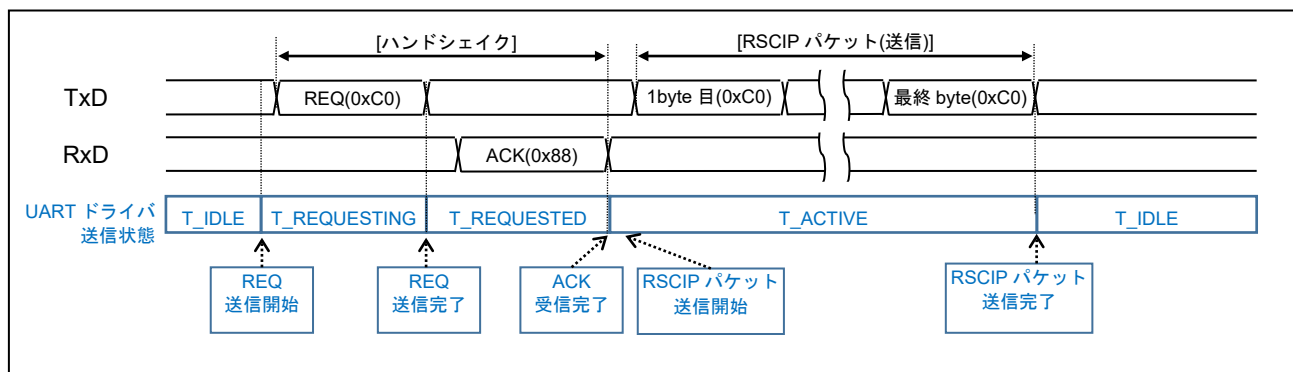 [ハンドシェイク]
[RSCIP パケット(送信)]
TxD
REQ(0xC0)
1byte 目(0xC0)
最終 byte(0xC0)
RxD
ACK(0x88)
UART ドライバ
送信状態
T_IDLE
T_REQUESTING
T_REQUESTED
T_ACTIVE
T_IDLE
REQ
送信開始
REQ
送信完了
ACK
受信完了
RSCIP パケット
送信開始
RSCIP パケット
送信完了